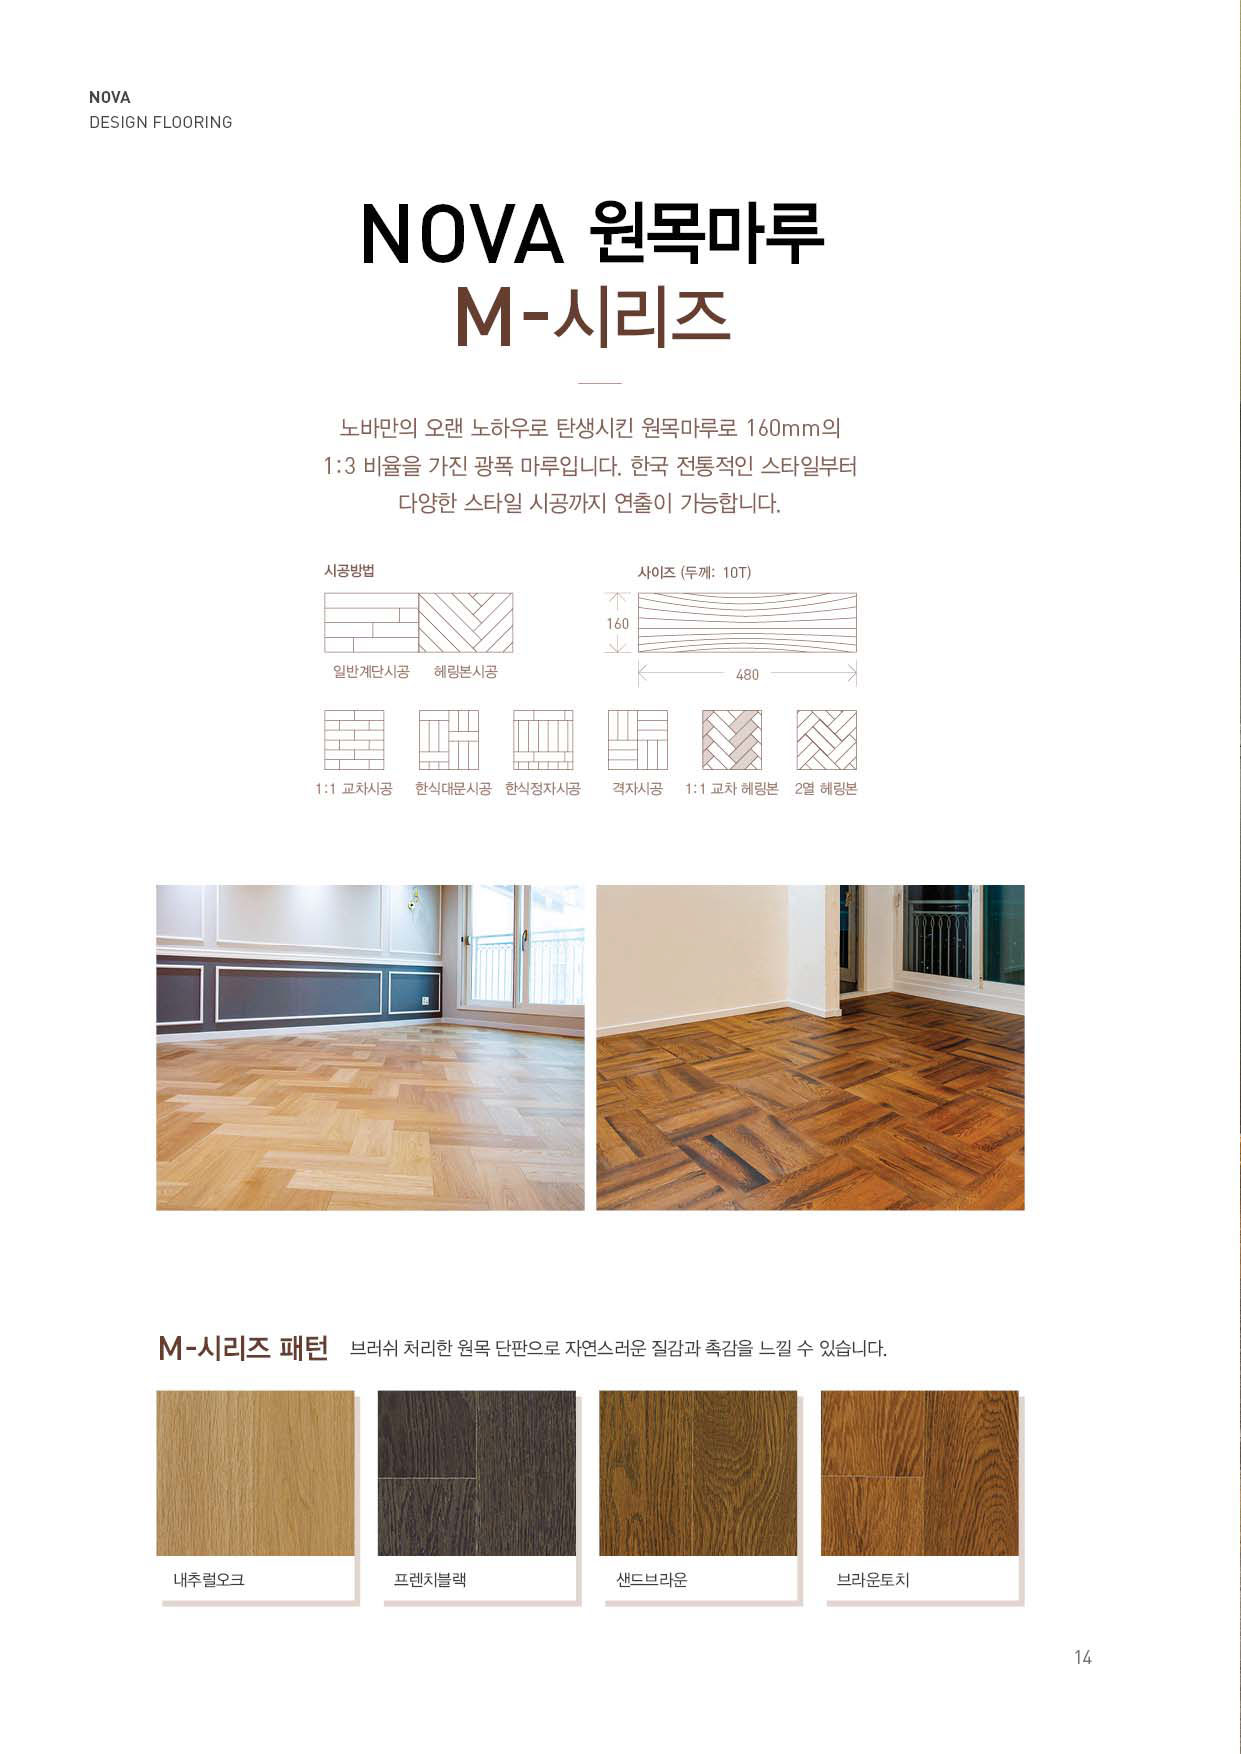 NOVA
DESIGN FLOORING
NOVA 원목마루
M-시리즈
노바만의 오랜 노하우로 탄생시킨 원목마루로 160mm의
1:3 비율을 가진 광폭 마루입니다. 한국 전통적인 스타일부터
다양한 스타일 시공까지 연출이 가능합니다.
시공방법
일반계단시공 헤링본시공
사이즈 (두께: 10T)
160
480
1:1 교차시공 한식대문시공 한식정자시공 격자시공 1:1 교차 헤링본 2열 헤링본
M-시리즈 패턴 브러쉬 처리한 원목 단판으로 자연스러운 질감과 촉감을 느낄 수 있습니다.
내추럴오크 프렌치블랙 샌드브라운 브라운토치
14